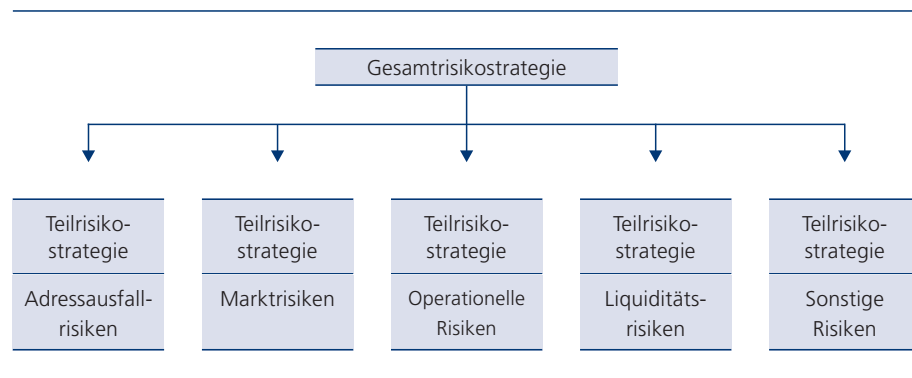 Gesamtrisikostrategie
Teilrisiko-
strategie
Adressausfall-
risiken
Teilrisiko-
strategie
Marktrisiken
Teilrisiko-
strategie
Operationelle
Risiken
Teilrisiko-
strategie
Liquiditäts-
risiken
Teilrisiko-
strategie
Sonstige
Risiken